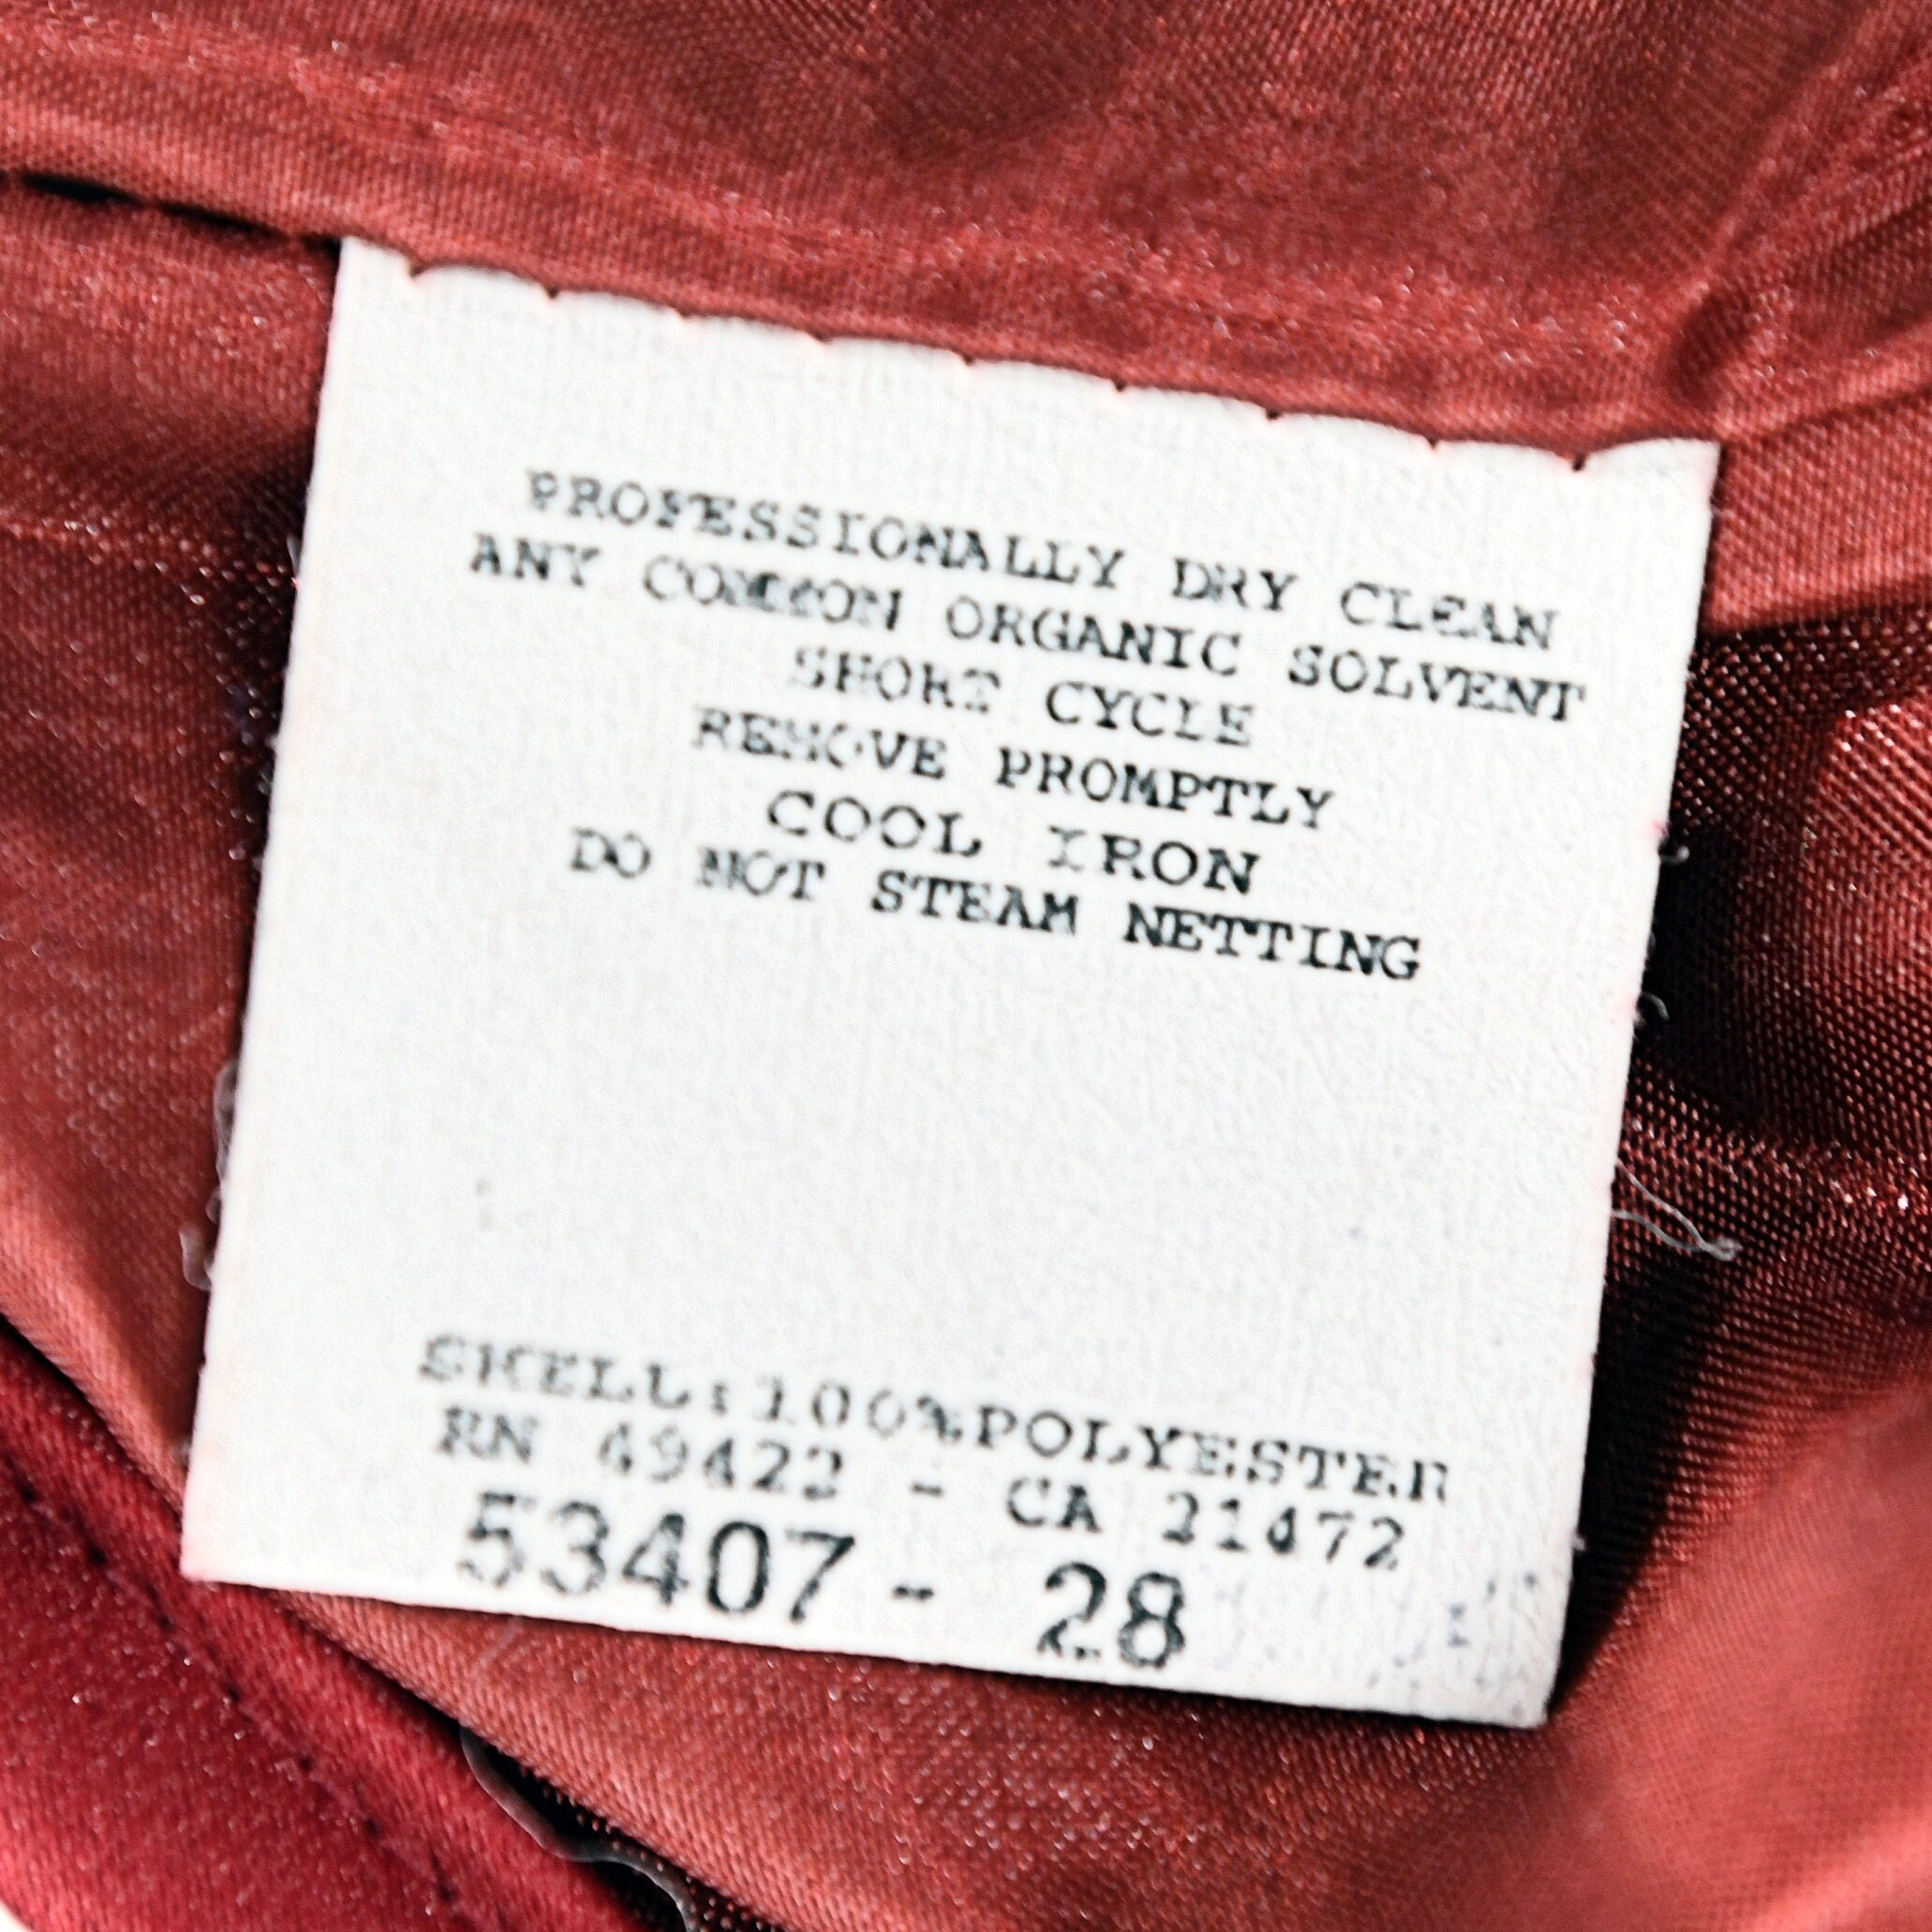 PROFESSIONALLY DRY CLEAN
ANY COMMON ORGANIC SOLVENT
SHORT CYCLE
REMOVE PROMPTLY
COOL IRON
DO NOT STEAM NETTING
SHELL:100%POLYESTER
RN 49422 - CA 21472
53407 - 28